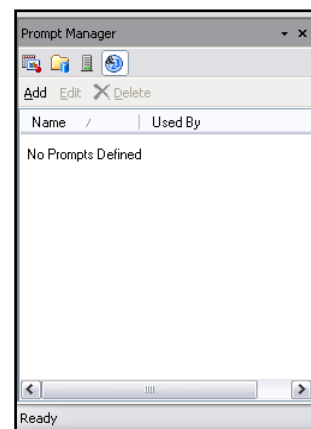 Prompt Manager
Add Edit Delete
Name Used By
No Prompts Defined
Ready